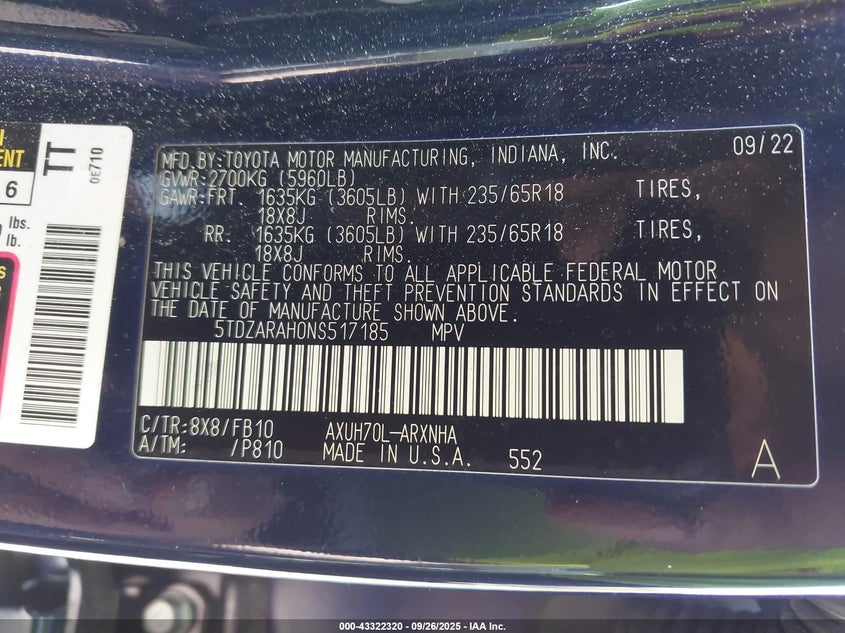 MFD. BY: TOYOTA MOTOR MANUFACTURING, INDIANA, INC. 09/22
GVWR: 2700KG (5960LB)
GAWR: FRT. 1635KG (3605LB) WITH 235/65R18 TIRES,
18X8J RIMS.
RR. 1635KG (3605LB) WITH 235/65R18 TIRES,
18X8J RIMS.
THIS VEHICLE CONFORMS TO ALL APPLICABLE FEDERAL MOTOR
VEHICLE SAFETY AND THEFT PREVENTION STANDARDS IN EFFECT ON
THE DATE OF MANUFACTURE SHOWN ABOVE.
5TDZARAH0NS517185 MPV
C/TR: 8X8/FB10 AXUH70L-ARXNHA
A/TM: /P810 MADE IN U.S.A. 552 A
TT
0E710
6
lbs.
lb.
000-43322320 | 09/26/2025 | IAA Inc.